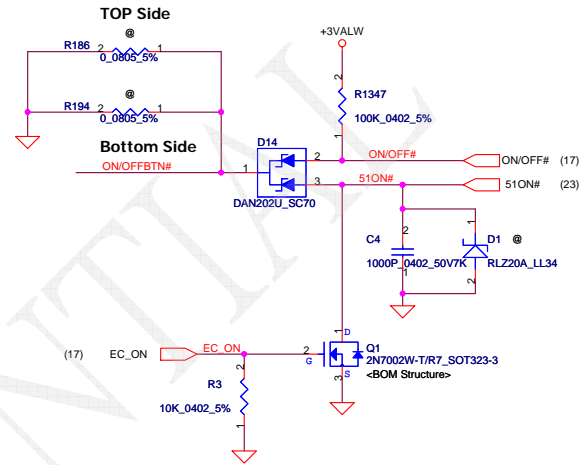 TOP Side
@
R186 2 1
0_0805_5%
@
R194 2 1
0_0805_5%
Bottom Side
ON/OFFBTN#
+3VALW
2
R1347
100K_0402_5%
1
D14
1
2 ON/OFF# ON/OFF# (17)
3 51ON# 51ON# (23)
DAN202U_SC70
2
C4
1000P_0402_50V7K
1
1
D1 @
RLZ20A_LL34
2
(17) EC_ON EC_ON
2
G
1 D
Q1
2N7002W-T/R7_SOT323-3
<BOM Structure>
3 S
2
R3
10K_0402_5%
1
NTIAL